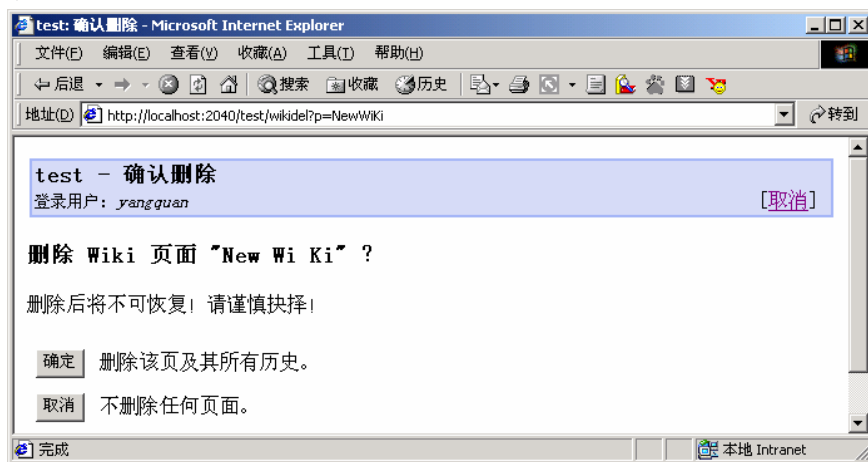 test: 确认删除 - Microsoft Internet Explorer
文件(F) 编辑(E) 查看(V) 收藏(A) 工具(T) 帮助(H)
后退 搜索 收藏 历史
地址(D) http://localhost:2040/test/wikidel?p=NewWiKi 转到
test - 确认删除
登录用户: yangquan [取消]
删除 Wiki 页面 "New Wi Ki" ?
删除后将不可恢复! 请谨慎抉择!
确定 删除该页及其所有历史。
取消 不删除任何页面。
完成 本地 Intranet